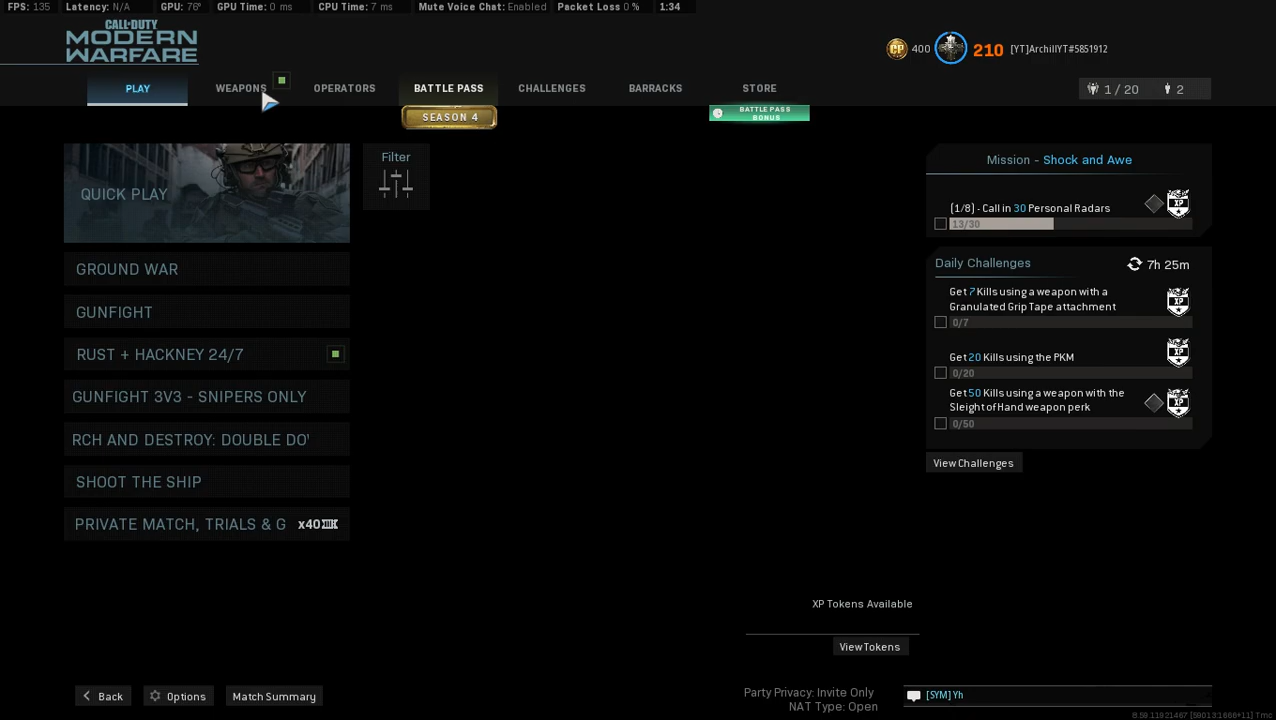 FPS: 135 Latency: N/A GPU: 76° GPU Time: 0 ms CPU Time: 7 ms Mute Voice Chat: Enabled Packet Loss 0 % 1:34
CALL OF DUTY
MODERN
WARFARE
CP 400 210 [YT]ArchillYT#5851912
PLAY WEAPONS OPERATORS BATTLE PASS CHALLENGES BARRACKS STORE 1 / 20 2
SEASON 4
BATTLE PASS
BONUS
QUICK PLAY
Filter
GROUND WAR
GUNFIGHT
RUST + HACKNEY 24/7
GUNFIGHT 3V3 - SNIPERS ONLY
RCH AND DESTROY: DOUBLE DO
SHOOT THE SHIP
PRIVATE MATCH, TRIALS & G x40
Mission - Shock and Awe
[1/8] - Call in 30 Personal Radars
XP
13/30
Daily Challenges 7h 25m
Get 7 Kills using a weapon with a
Granulated Grip Tape attachment
XP
0/7
Get 20 Kills using the PKM
XP
0/20
Get 50 Kills using a weapon with the
Sleight of Hand weapon perk
XP
0/50
View Challenges
XP Tokens Available
View Tokens
Back Options Match Summary
Party Privacy: Invite Only
NAT Type: Open
[SYM] Yh